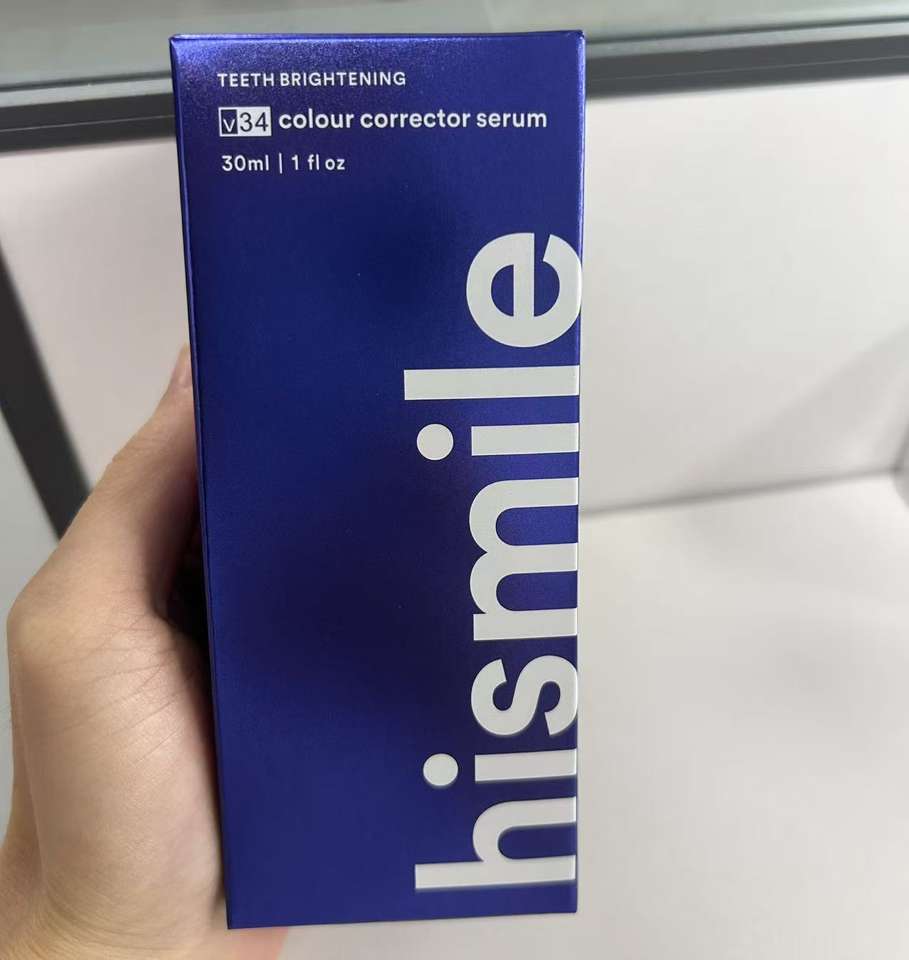 TEETH BRIGHTENING
v34 colour corrector serum
30ml | 1 fl oz
hismile